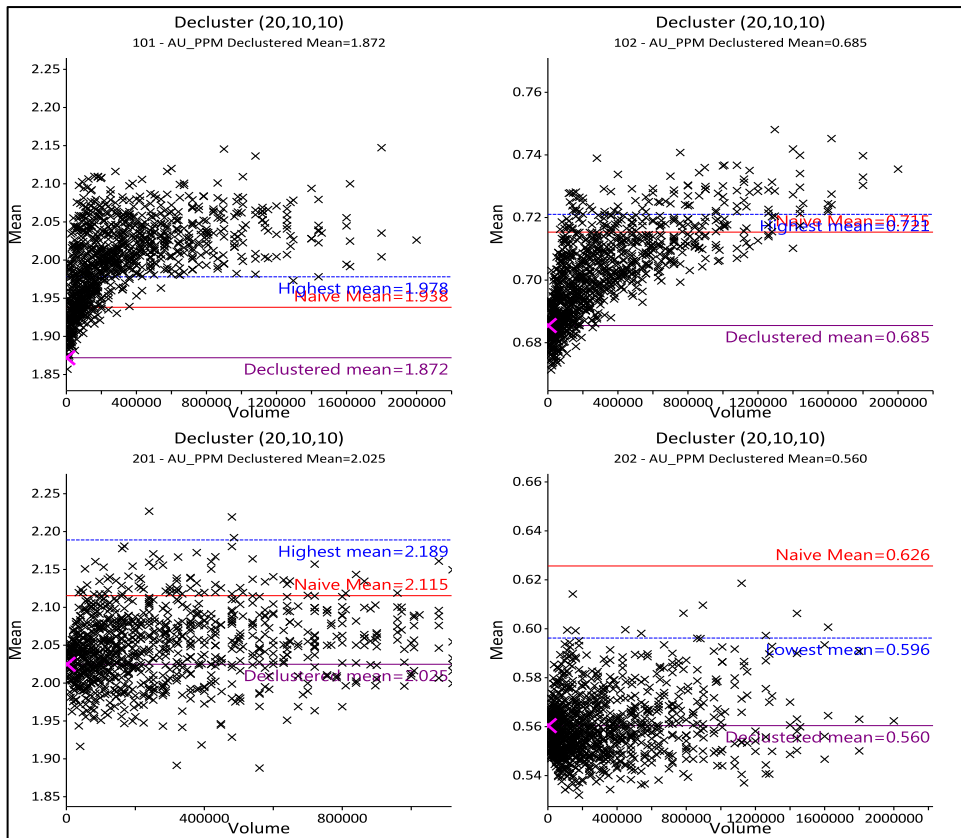 Decluster (20,10,10)
101 - AU_PPM Declustered Mean=1.872
2.25
2.20
2.15
2.10
2.05
2.00
1.95
1.90
1.85
Mean
Highest mean=1.978
Naive Mean=1.938
Declustered mean=1.872
0 400000 800000 1200000 1600000 2000000
Volume
Decluster (20,10,10)
102 - AU_PPM Declustered Mean=0.685
0.76
0.74
0.72
0.70
0.68
Mean
Naive Mean=0.715
Highest mean=0.721
Declustered mean=0.685
0 400000 800000 1200000 1600000 2000000
Volume
Decluster (20,10,10)
201 - AU_PPM Declustered Mean=2.025
2.25
2.20
2.15
2.10
2.05
2.00
1.95
1.90
1.85
Mean
Highest mean=2.189
Naive Mean=2.115
Declustered mean=2.025
0 400000 800000
Volume
Decluster (20,10,10)
202 - AU_PPM Declustered Mean=0.560
0.66
0.64
0.62
0.60
0.58
0.56
0.54
Mean
Naive Mean=0.626
Lowest mean=0.596
Declustered mean=0.560
0 400000 800000 1200000 1600000 2000000
Volume